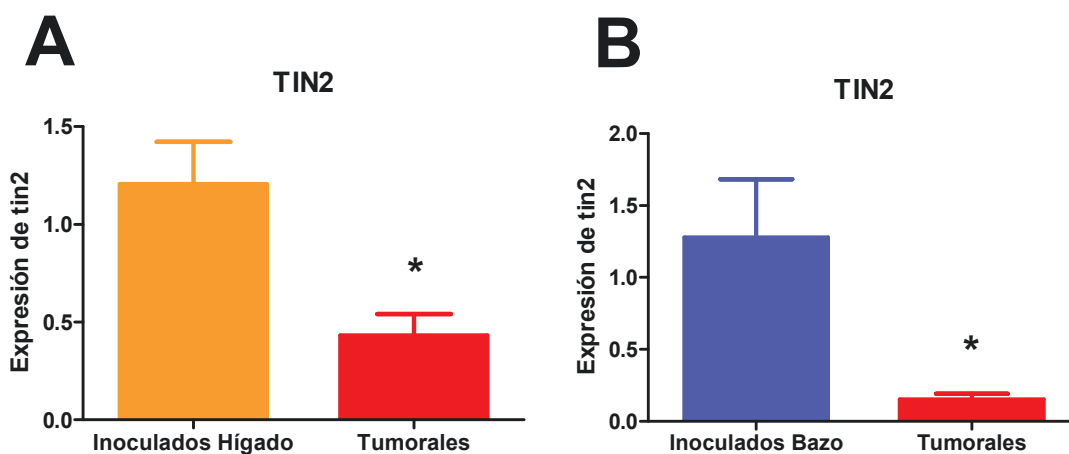 A
TIN2
Expresión de tin2
1.5
1.0
0.5
0.0
*
Inoculados Hígado
Tumorales
B
TIN2
Expresión de tin2
2.0
1.5
1.0
0.5
0.0
*
Inoculados Bazo
Tumorales